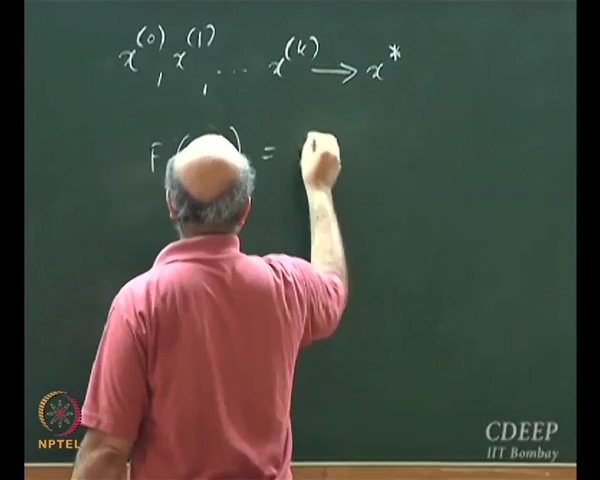 x^(0), x^(1), ... x^(k) → x*
F ( ) =
NPTEL
CDEEP
IIT Bombay